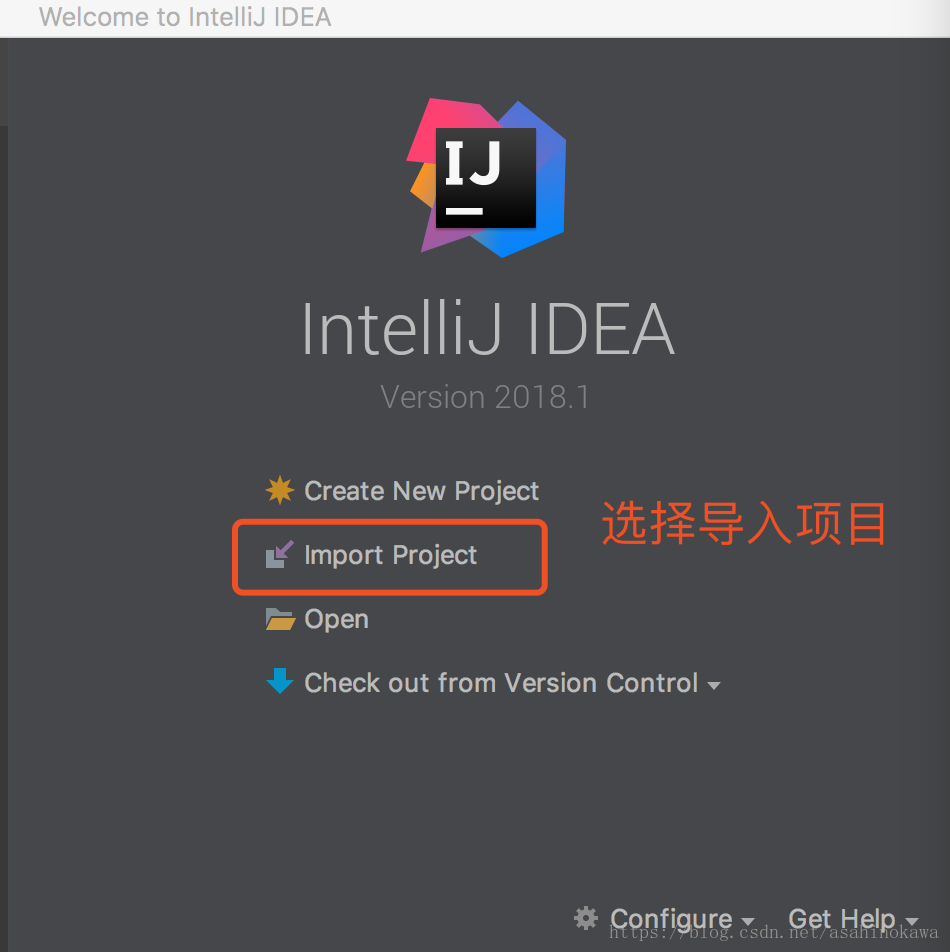 Welcome to IntelliJ IDEA
IJ
IntelliJ IDEA
Version 2018.1
Create New Project
Import Project
选择导入项目
Open
Check out from Version Control
Configure
Get Help
https://blog.csdn.net/asahinokawa